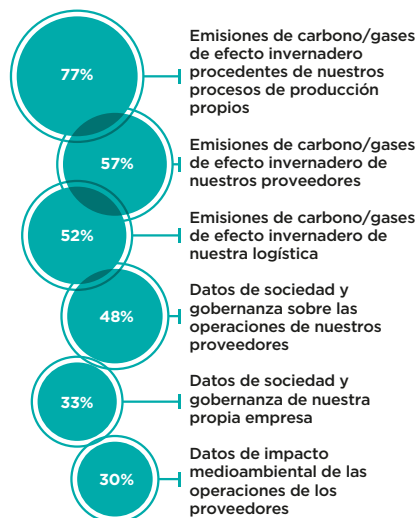 77%
Emisiones de carbono/gases
de efecto invernadero
procedentes de nuestros
procesos de producción
propios
57%
Emisiones de carbono/gases
de efecto invernadero de
nuestros proveedores
52%
Emisiones de carbono/gases
de efecto invernadero de
nuestra logística
48%
Datos de sociedad y
gobernanza sobre las
operaciones de nuestros
proveedores
33%
Datos de sociedad y
gobernanza de nuestra
propia empresa
30%
Datos de impacto
medioambiental de las
operaciones de los
proveedores